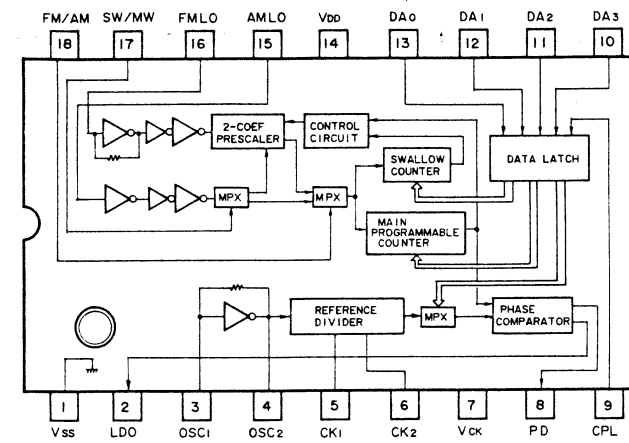 FM/AM SW/MW FMLO AMLO VDD DA0 DA1 DA2 DA3
18 17 16 15 14 13 12 11 10
2-COEF
PRESCALER
CONTROL
CIRCUIT
SWALLOW
COUNTER
DATA LATCH
MPX
MPX
MAIN
PROGRAMMABLE
COUNTER
REFERENCE
DIVIDER
MPX
PHASE
COMPARATOR
1 2 3 4 5 6 7 8 9
VSS LDO OSC1 OSC2 CK1 CK2 VCK PD CPL